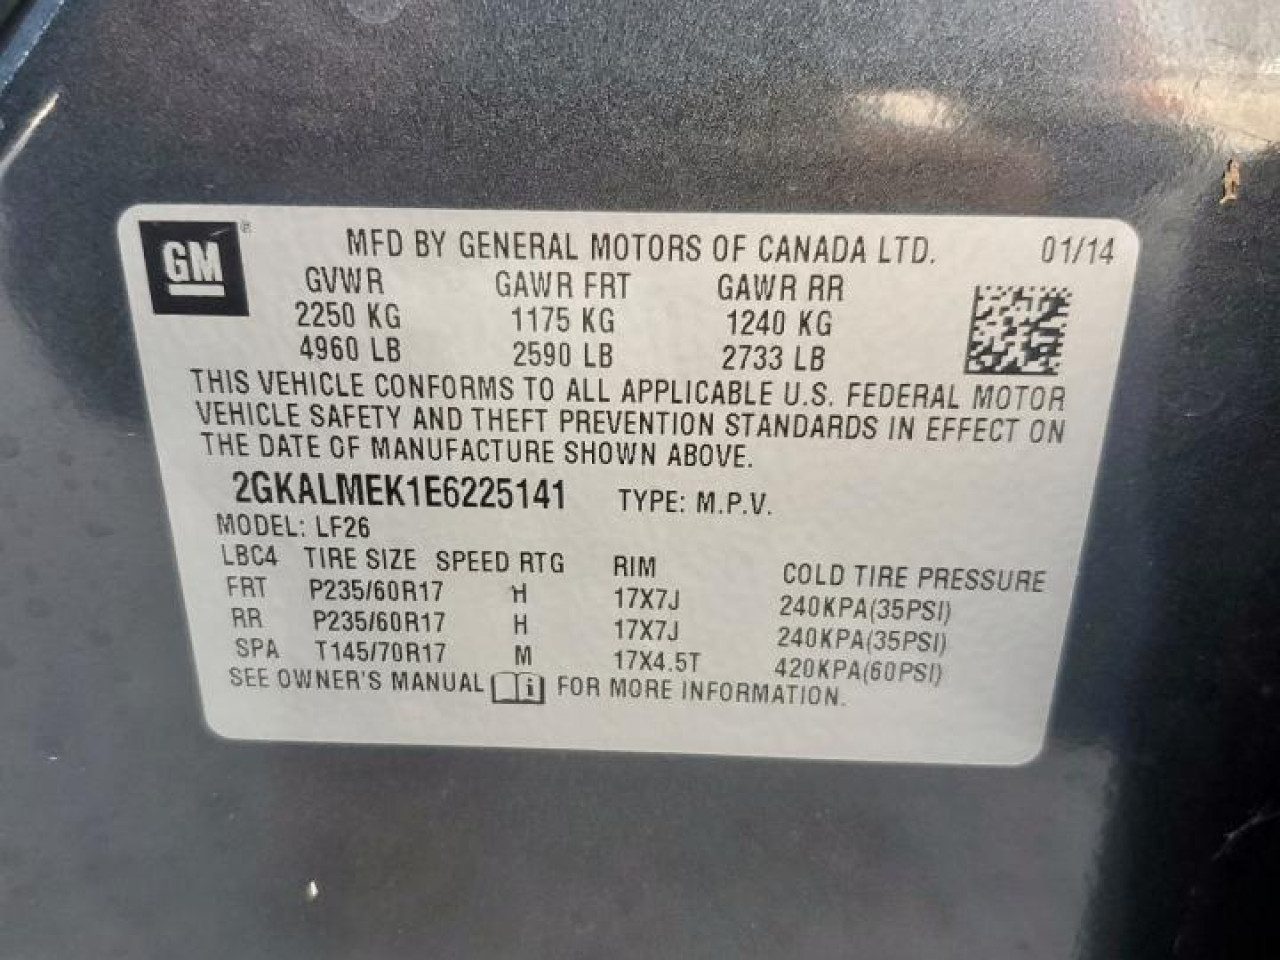 GM ® MFD BY GENERAL MOTORS OF CANADA LTD. 01/14
GVWR GAWR FRT GAWR RR
2250 KG 1175 KG 1240 KG
4960 LB 2590 LB 2733 LB
THIS VEHICLE CONFORMS TO ALL APPLICABLE U.S. FEDERAL MOTOR
VEHICLE SAFETY AND THEFT PREVENTION STANDARDS IN EFFECT ON
THE DATE OF MANUFACTURE SHOWN ABOVE.
2GKALMEK1E6225141 TYPE: M.P.V.
MODEL: LF26
LBC4 TIRE SIZE SPEED RTG RIM COLD TIRE PRESSURE
FRT P235/60R17 H 17X7J 240KPA(35PSI)
RR P235/60R17 H 17X7J 240KPA(35PSI)
SPA T145/70R17 M 17X4.5T 420KPA(60PSI)
SEE OWNER'S MANUAL i FOR MORE INFORMATION.